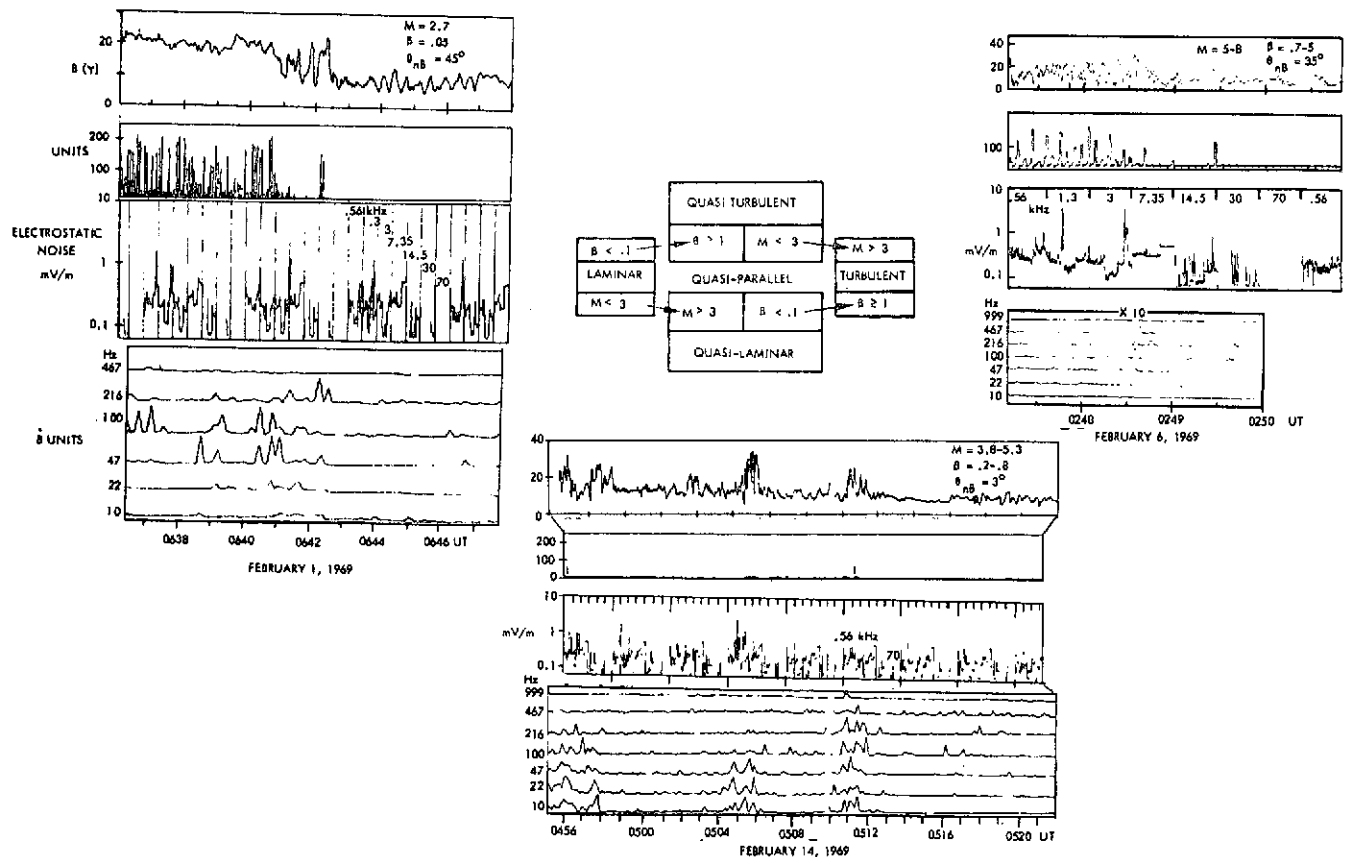 M = 2.7
β = .05
θnB = 45°
20
B (γ)
0
200
UNITS
100
10
ELECTROSTATIC
NOISE
mV/m
1
0.1
.56 kHz
1.3
3
7.35
14.5
30
70
Hz
467
216
100
B UNITS
47
22
10
0638 0640 0642 0644 0646 UT
FEBRUARY 1, 1969
QUASI TURBULENT
β < .1
β ≥ 1
M < 3
M > 3
LAMINAR
QUASI-PARALLEL
TURBULENT
M < 3
M > 3
β < .1
β ≥ 1
QUASI-LAMINAR
M = 5-8
β = .7-5
θnB = 35°
40
20
0
100
10
.56 1.3 3 7.35 14.5 30 70 .56
kHz
1
mV/m
0.1
Hz
X 10
999
467
216
100
47
22
10
0248 0249 0250 UT
FEBRUARY 6, 1969
M = 3.8-5.3
β = .2-.8
θnB = 3°
40
20
0
200
100
0
10
mV/m
1
.56 kHz
70
0.1
Hz
999
467
216
100
47
22
10
0456 0500 0504 0508 0512 0516 0520 UT
FEBRUARY 14, 1969